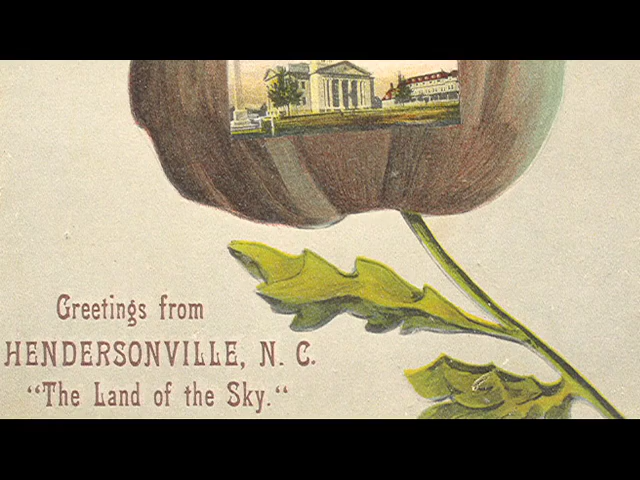 Greetings from
HENDERSONVILLE, N. C.
"The Land of the Sky."